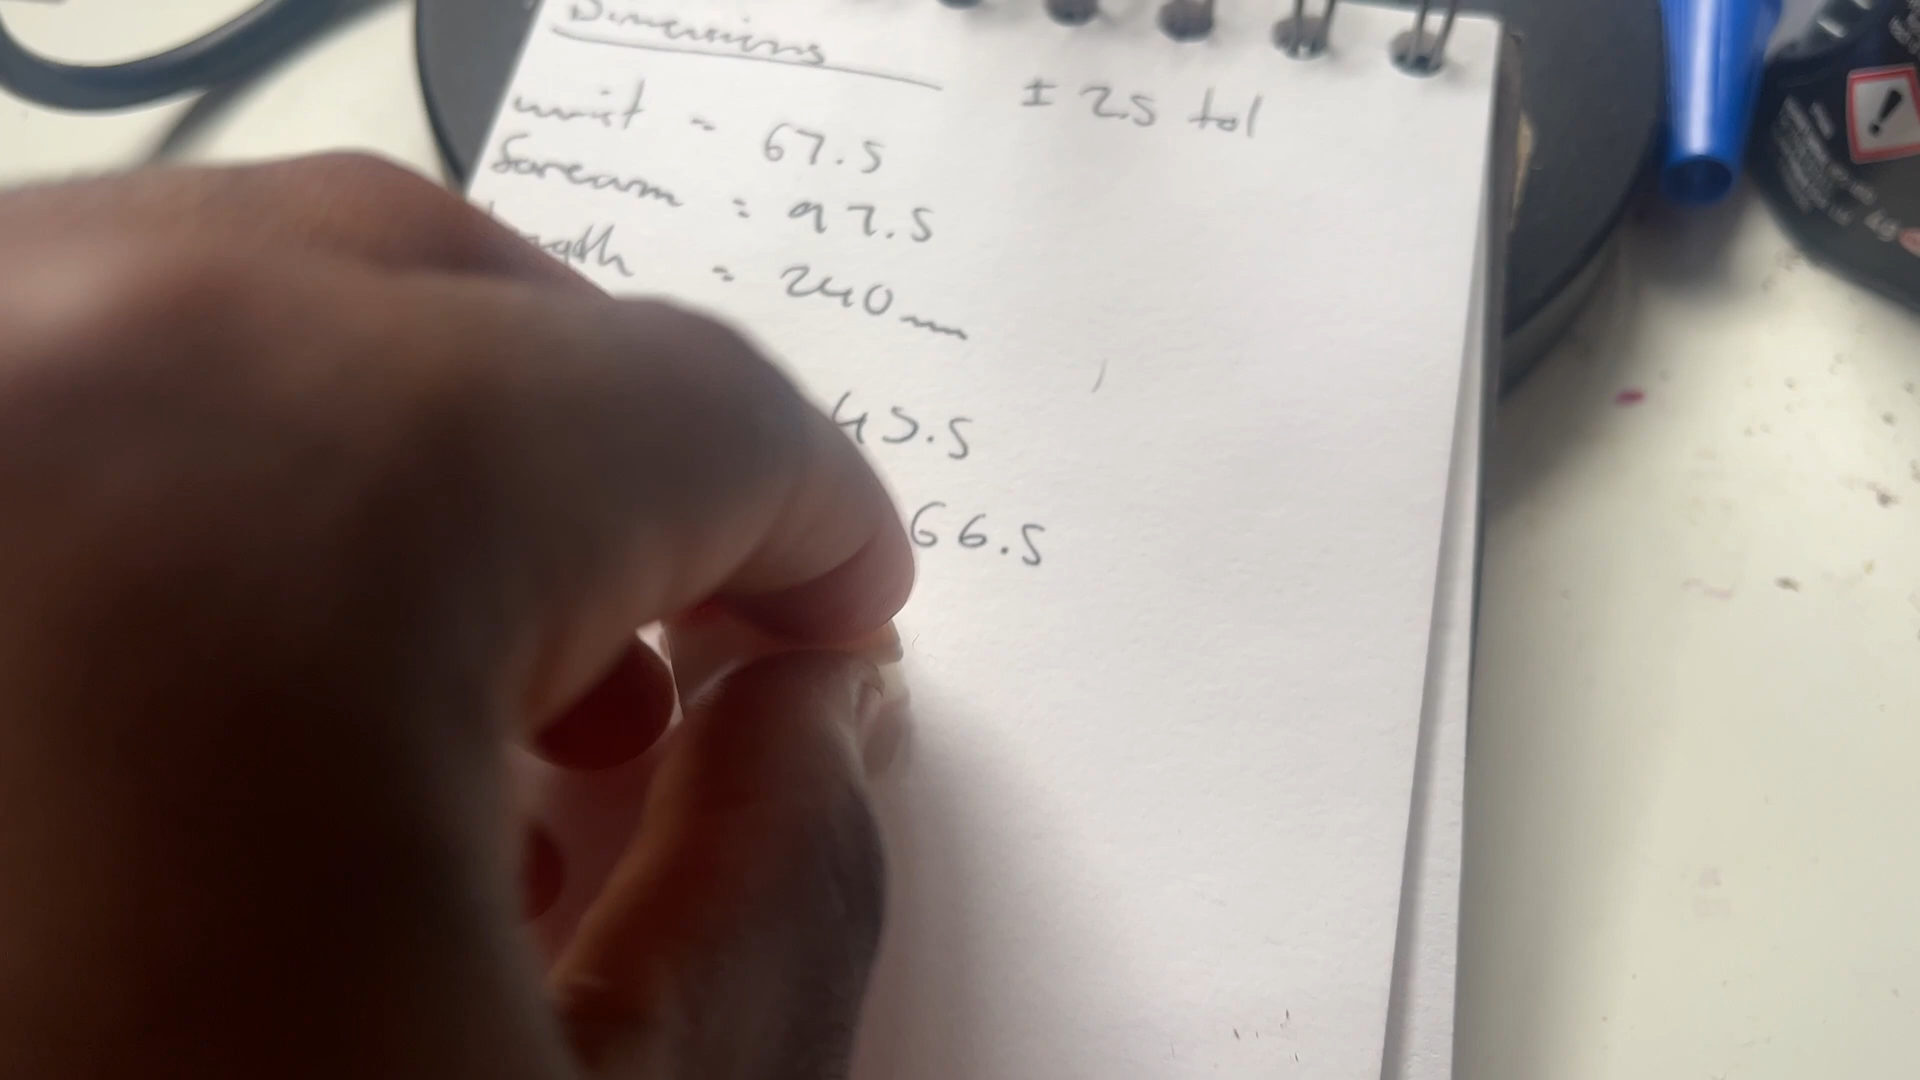 Dimensions
± 2.5 tol
wrist = 67.5
forearm = 97.5
length = 240mm
45.5
66.5